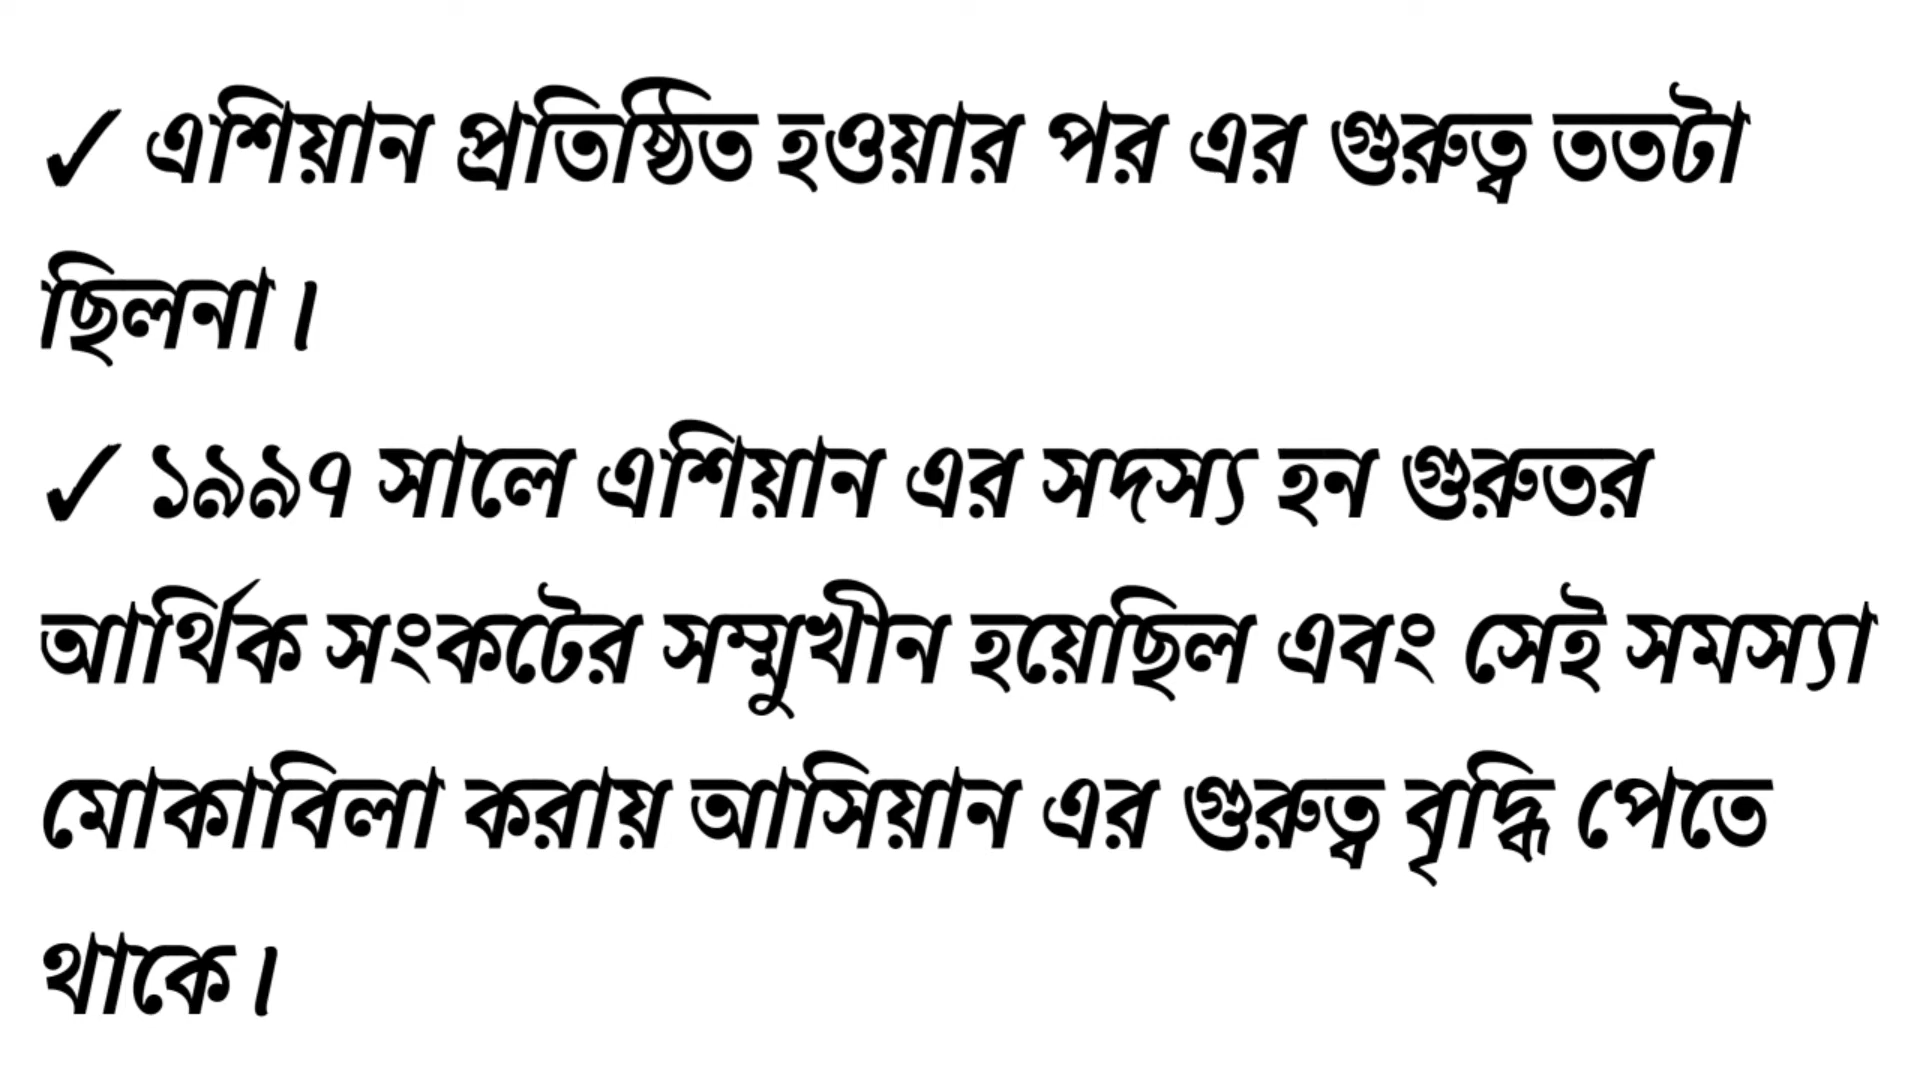 ✓ এশিয়ান প্রতিষ্ঠিত হওয়ার পর এর গুরুত্ব ততটা
ছিলনা।
✓ ১৯৯৭ সালে এশিয়ান এর সদস্য হন গুরুতর
আর্থিক সংকটের সম্মুখীন হয়েছিল এবং সেই সমস্যা
মোকাবিলা করায় আসিয়ান এর গুরুত্ব বৃদ্ধি পেতে
থাকে।